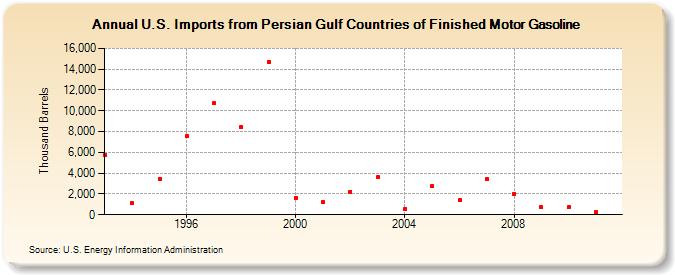 Annual U.S. Imports from Persian Gulf Countries of Finished Motor Gasoline
Thousand Barrels
16,000
14,000
12,000
10,000
8,000
6,000
4,000
2,000
0
1996 2000 2004 2008
Source: U.S. Energy Information Administration